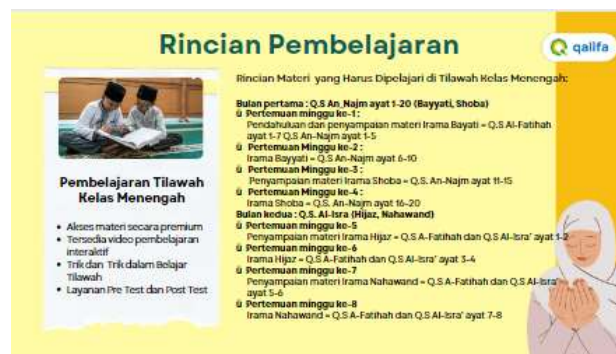 Rincian Pembelajaran
qalifa
Rincian Materi yang Harus Dipelajari di Tilawah Kelas Menengah:
Bulan pertama : Q.S An_Najm ayat 1-20 (Bayyati, Shoba)
ü Pertemuan minggu ke-1 :
Pendahuluan dan penyampaian materi Irama Bayati = Q.S Al-Fatihah
ayat 1-7 Q.S An-Najm ayat 1-5
ü Pertemuan Minggu ke-2 :
Irama Bayyati = Q.S An-Najm ayat 6-10
ü Pertemuan Minggu ke-3 :
Penyampaian materi Irama Shoba = Q.S. An-Najm ayat 11-15
ü Pertemuan Minggu ke-4 :
Irama Shoba = Q.S. An-Najm ayat 16-20
Bulan kedua : Q.S. Al-Isra (Hijaz, Nahawand)
ü Pertemuan minggu ke-5
Penyampaian materi Irama Hijaz = Q.S A-Fatihah dan Q.S Al-Isra' ayat 1-2
ü Pertemuan minggu ke-6
Irama Hijaz = Q.S A-Fatihah dan Q.S Al-Isra' ayat 3-4
ü Pertemuan minggu ke-7
Penyampaian materi Irama Nahawand = Q.S A-Fatihah dan Q.S Al-Isra'
ayat 5-6
ü Pertemuan minggu ke-8
Irama Nahawand = Q.S A-Fatihah dan Q.S Al-Isra' ayat 7-8
Pembelajaran Tilawah
Kelas Menengah
• Akses materi secara premium
• Tersedia video pembelajaran
interaktif
• Trik dan Trik dalam Belajar
Tilawah
• Layanan Pre Test dan Post Test